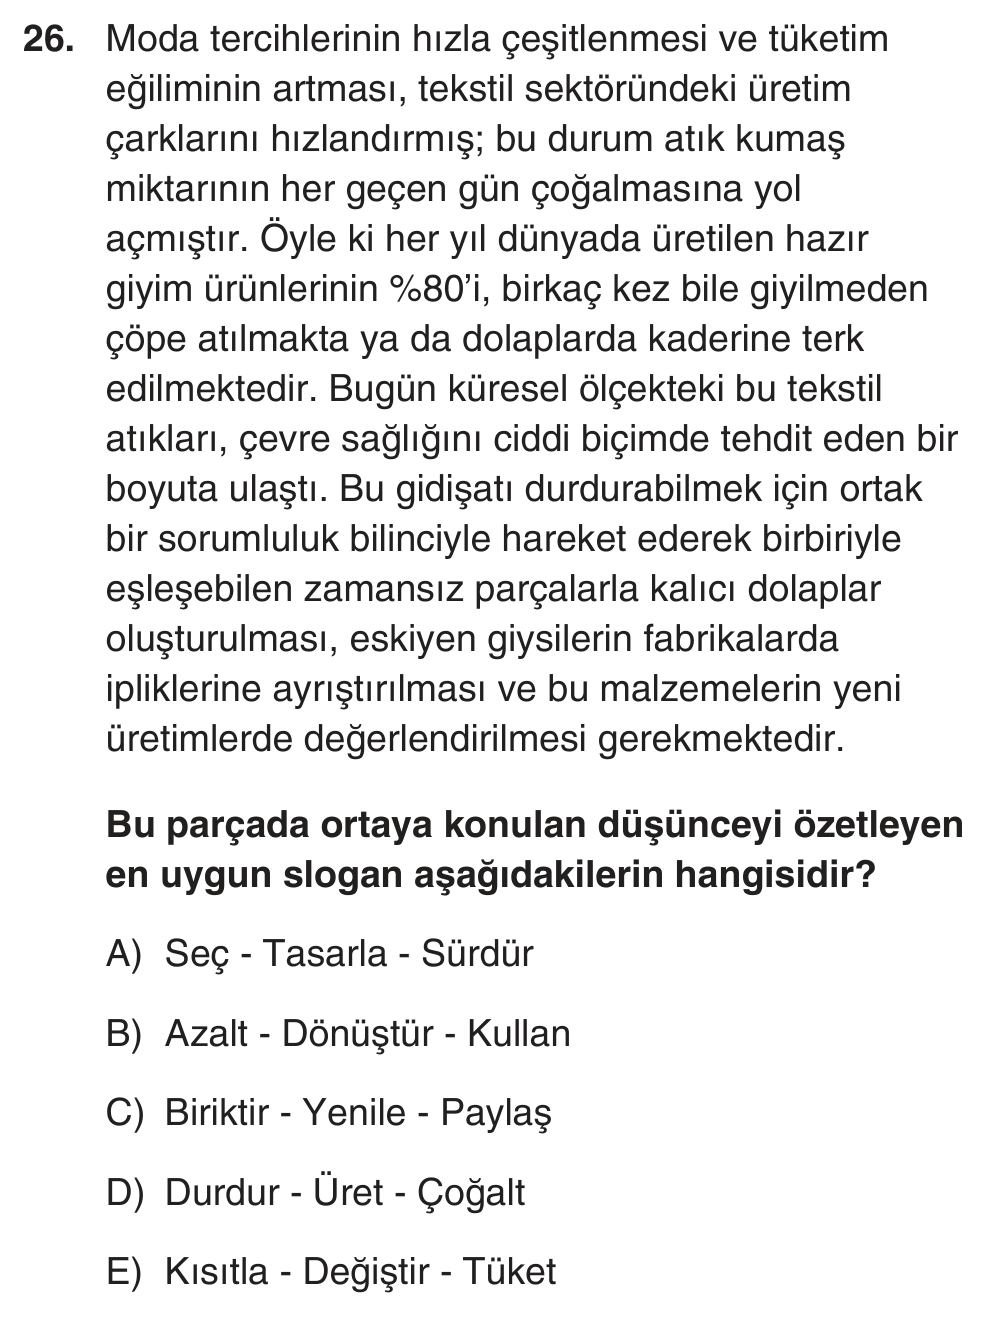 26. Moda tercihlerinin hızla çeşitlenmesi ve tüketim
eğiliminin artması, tekstil sektöründeki üretim
çarklarını hızlandırmış; bu durum atık kumaş
miktarının her geçen gün çoğalmasına yol
açmıştır. Öyle ki her yıl dünyada üretilen hazır
giyim ürünlerinin %80’i, birkaç kez bile giyilmeden
çöpe atılmakta ya da dolaplarda kaderine terk
edilmektedir. Bugün küresel ölçekteki bu tekstil
atıkları, çevre sağlığını ciddi biçimde tehdit eden bir
boyuta ulaştı. Bu gidişatı durdurabilmek için ortak
bir sorumluluk bilinciyle hareket ederek birbiriyle
eşleşebilen zamansız parçalarla kalıcı dolaplar
oluşturulması, eskiyen giysilerin fabrikalarda
ipliklerine ayrıştırılması ve bu malzemelerin yeni
üretimlerde değerlendirilmesi gerekmektedir.
Bu parçada ortaya konulan düşünceyi özetleyen
en uygun slogan aşağıdakilerin hangisidir?
A) Seç - Tasarla - Sürdür
B) Azalt - Dönüştür - Kullan
C) Biriktir - Yenile - Paylaş
D) Durdur - Üret - Çoğalt
E) Kısıtla - Değiştir - Tüket